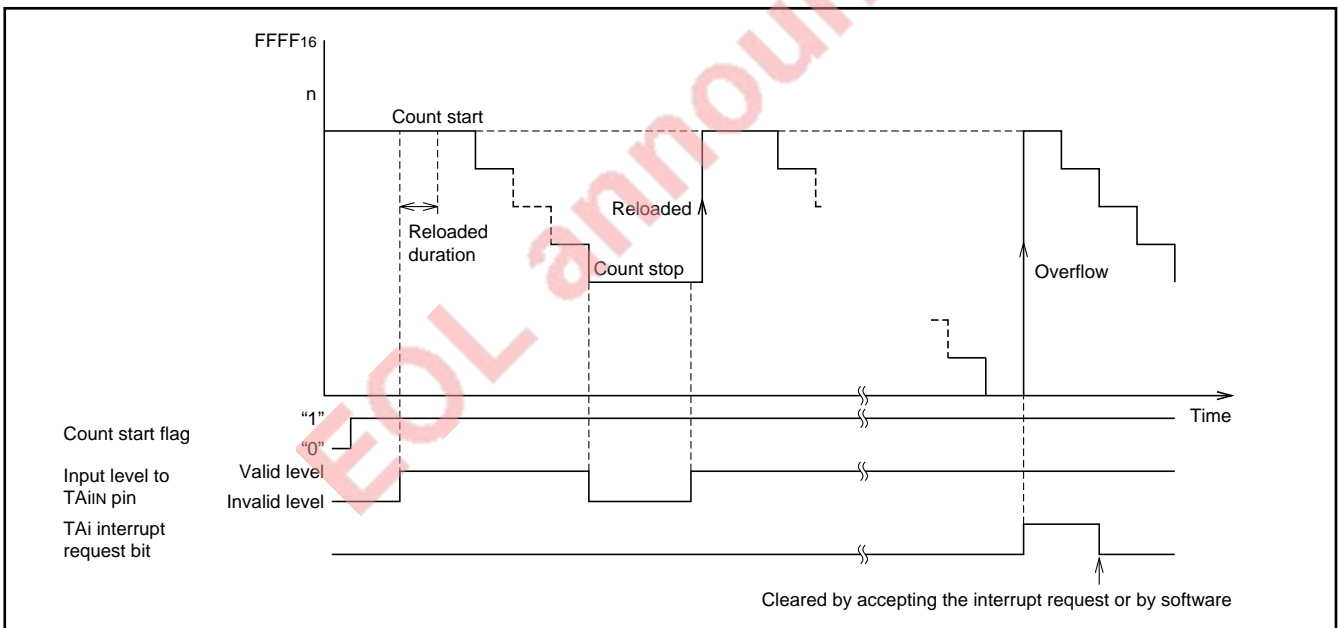 FFFF16
n
Count start
Reloaded
duration
Reloaded
Count stop
Overflow
Time
Count start flag
“1”
“0”
Input level to
TAiIN pin
Valid level
Invalid level
TAi interrupt
request bit
Cleared by accepting the interrupt request or by software
EOL announ